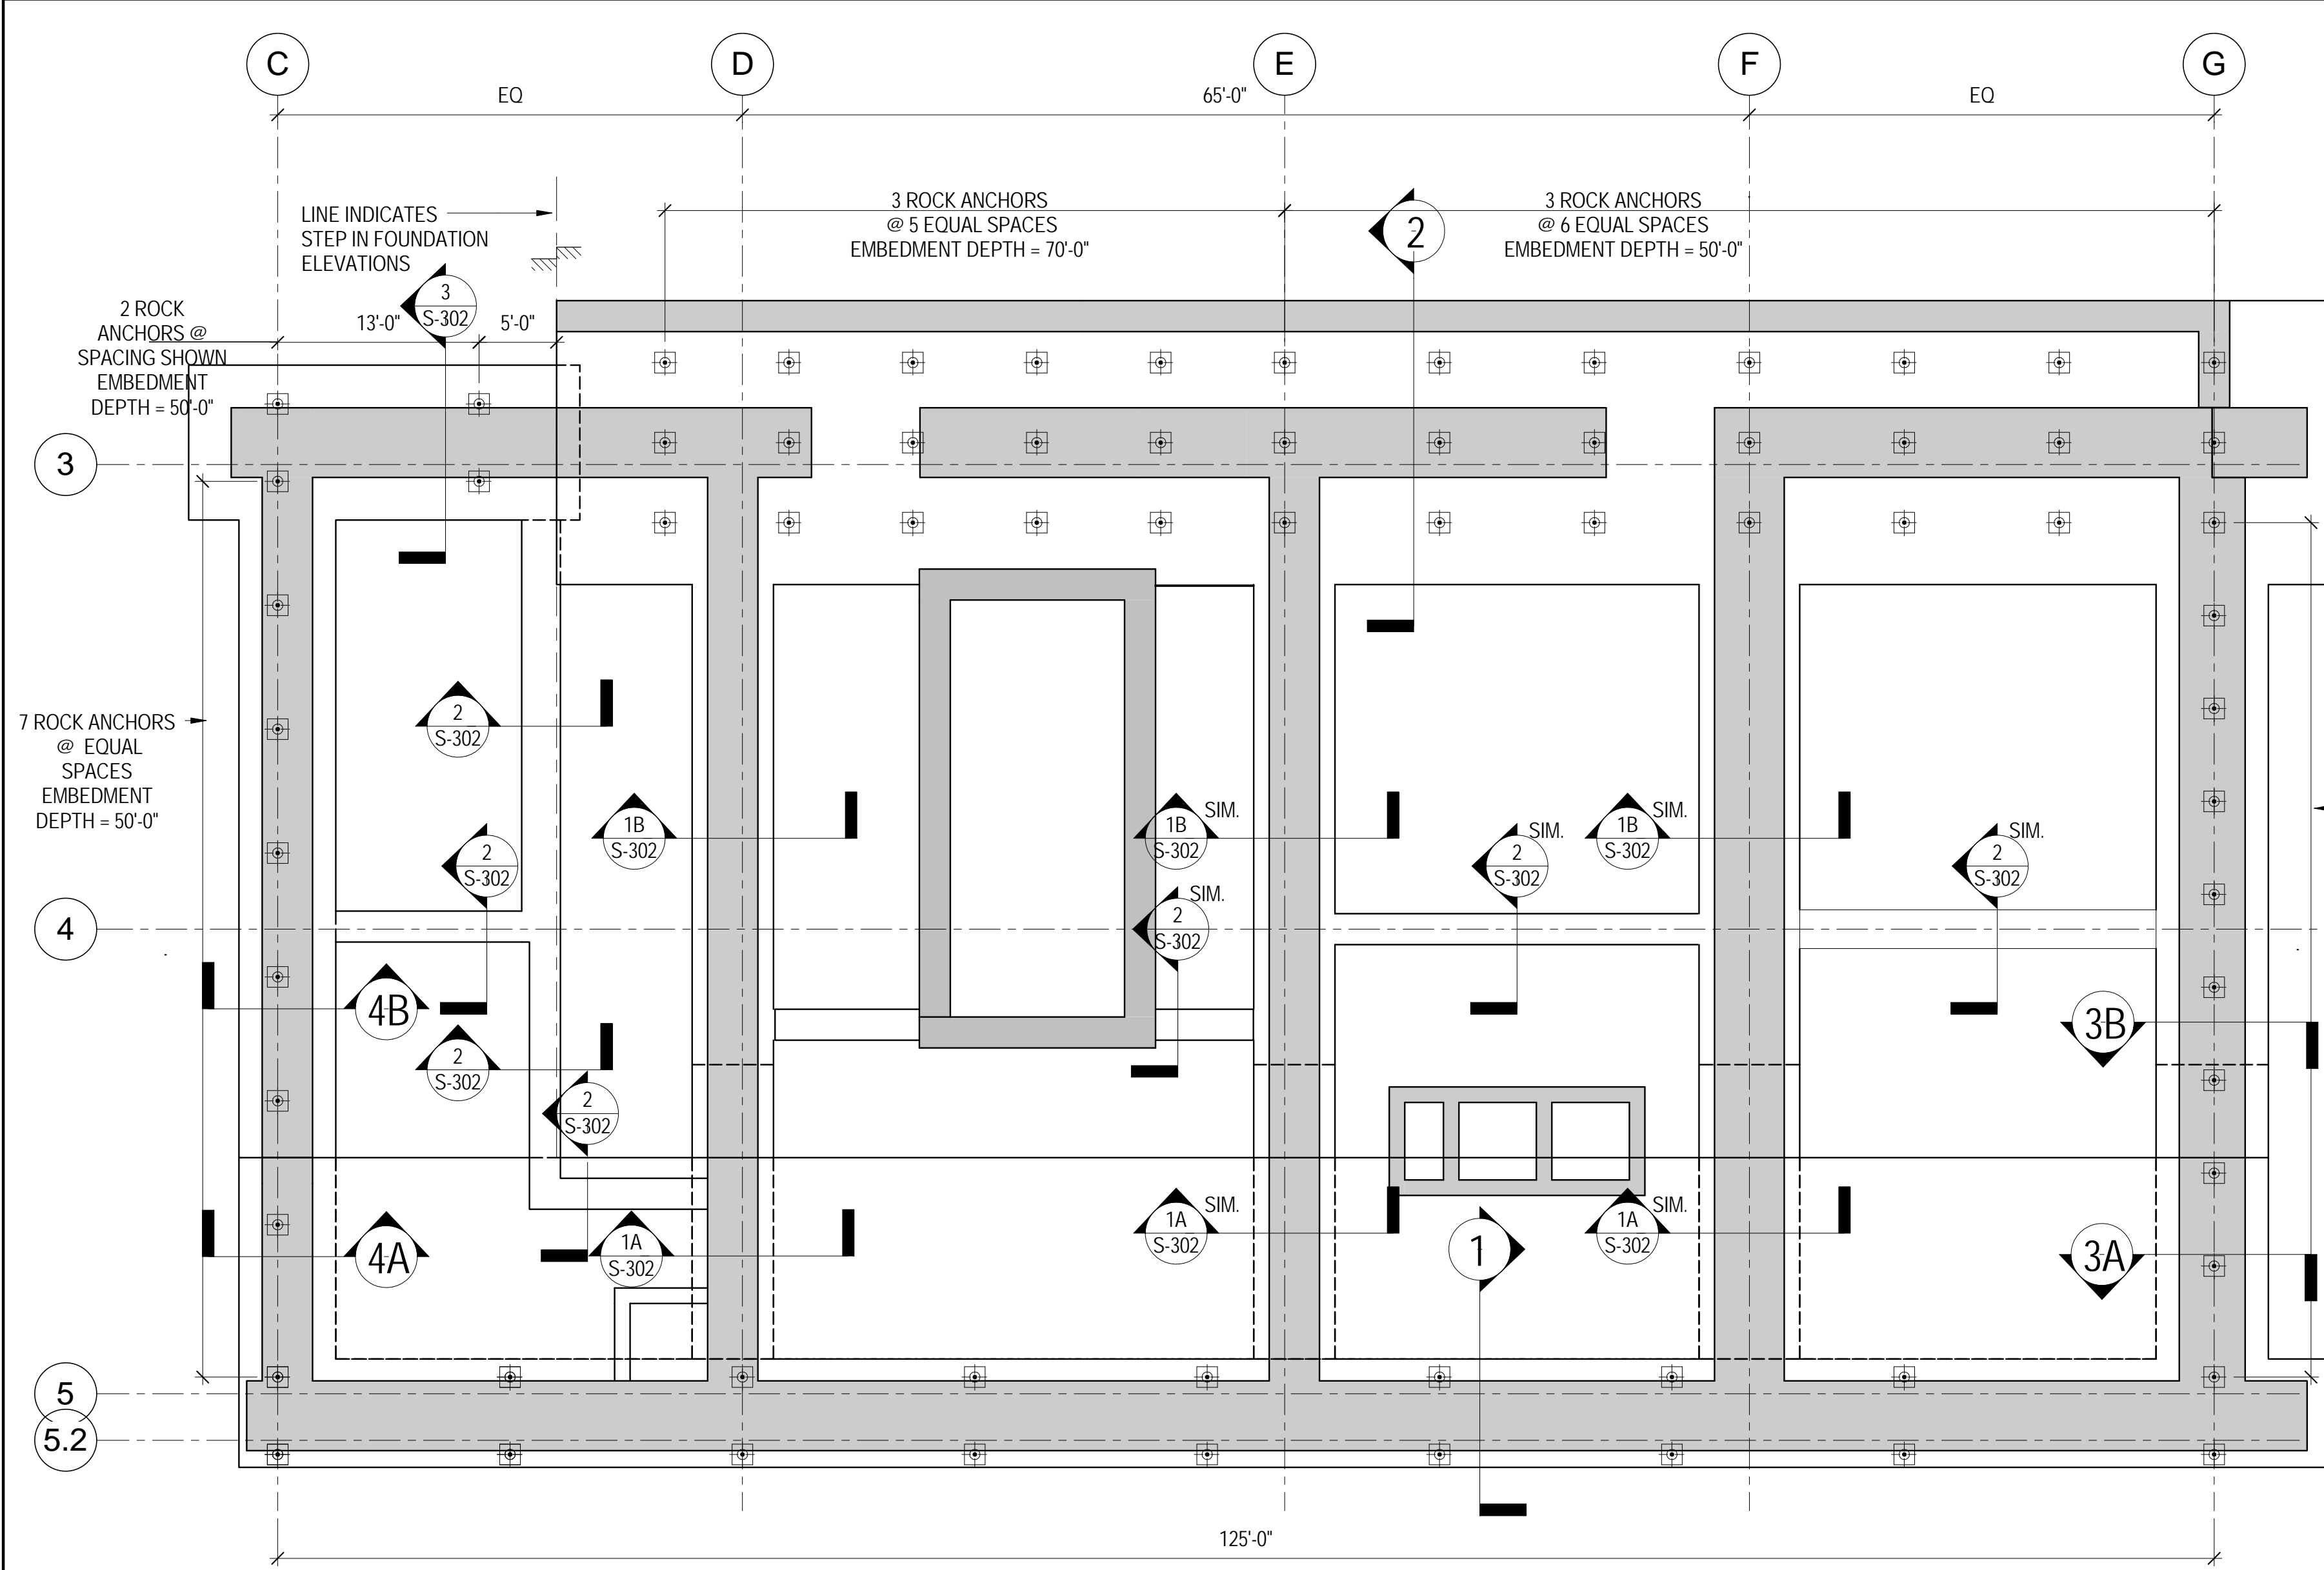 C
D
E
F
G
EQ
65'-0"
EQ
3 ROCK ANCHORS
@ 5 EQUAL SPACES
EMBEDMENT DEPTH = 70'-0"
3 ROCK ANCHORS
@ 6 EQUAL SPACES
EMBEDMENT DEPTH = 50'-0"
LINE INDICATES
STEP IN FOUNDATION
ELEVATIONS
2
3
S-302
13'-0"
5'-0"
2 ROCK
ANCHORS @
SPACING SHOWN
EMBEDMENT
DEPTH = 50'-0"
3
7 ROCK ANCHORS
@ EQUAL
SPACES
EMBEDMENT
DEPTH = 50'-0"
2
S-302
1B
S-302
SIM.
1B
S-302
SIM.
1B
S-302
2
S-302
SIM.
2
S-302
SIM.
2
S-302
SIM.
2
S-302
4
4B
3B
2
S-302
2
S-302
1A
S-302
SIM.
1A
S-302
SIM.
1A
S-302
4A
1
3A
5
5.2
125'-0"